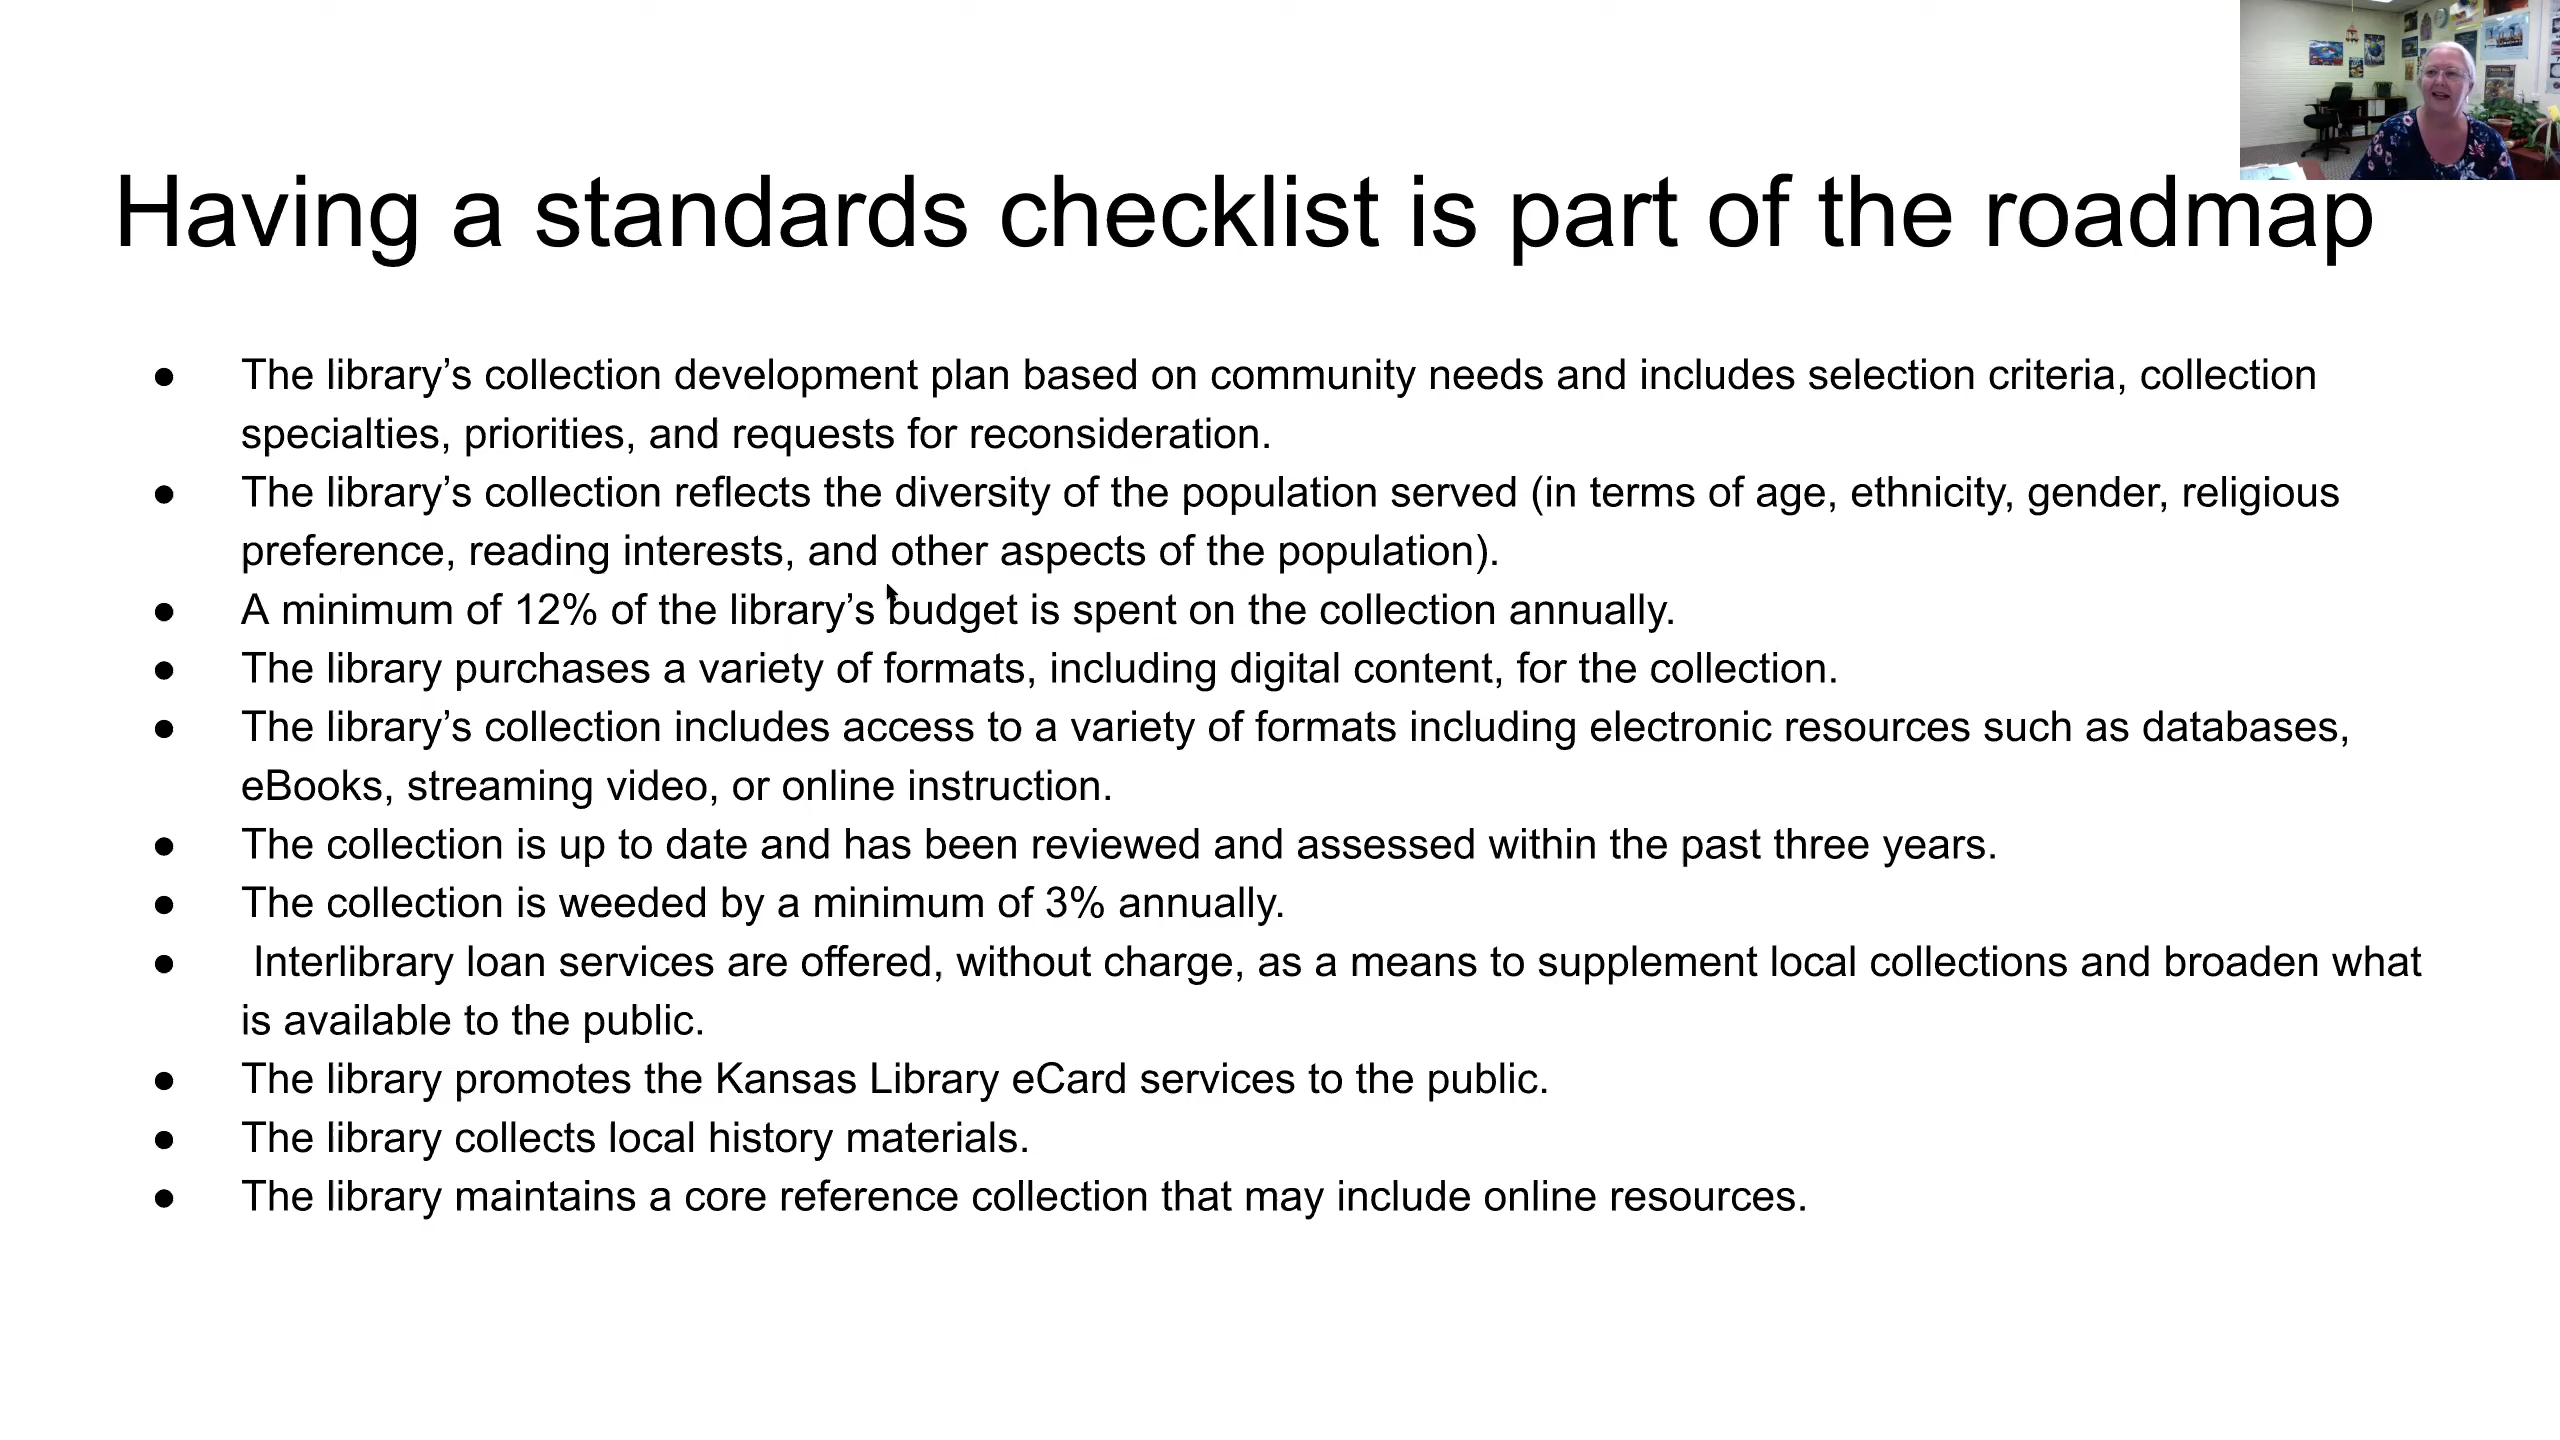 Having a standards checklist is part of the roadmap
● The library’s collection development plan based on community needs and includes selection criteria, collection
specialties, priorities, and requests for reconsideration.
● The library’s collection reflects the diversity of the population served (in terms of age, ethnicity, gender, religious
preference, reading interests, and other aspects of the population).
● A minimum of 12% of the library’s budget is spent on the collection annually.
● The library purchases a variety of formats, including digital content, for the collection.
● The library’s collection includes access to a variety of formats including electronic resources such as databases,
eBooks, streaming video, or online instruction.
● The collection is up to date and has been reviewed and assessed within the past three years.
● The collection is weeded by a minimum of 3% annually.
● Interlibrary loan services are offered, without charge, as a means to supplement local collections and broaden what
is available to the public.
● The library promotes the Kansas Library eCard services to the public.
● The library collects local history materials.
● The library maintains a core reference collection that may include online resources.